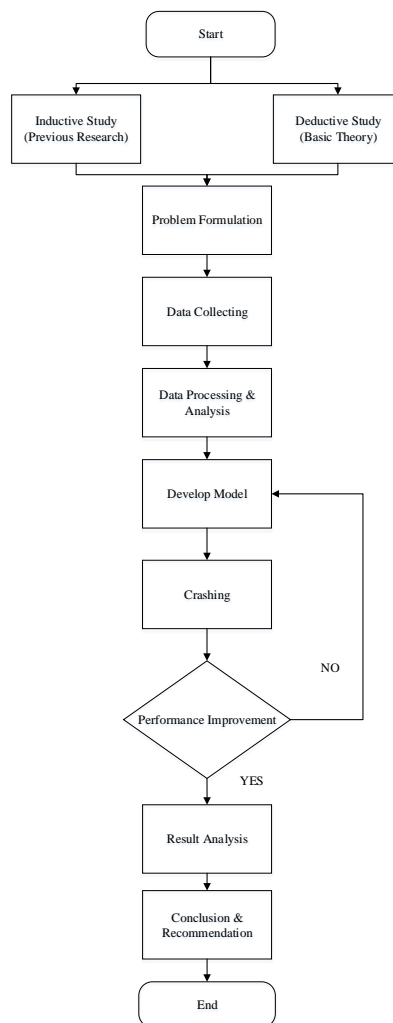 Start
Inductive Study
(Previous Research)
Deductive Study
(Basic Theory)
Problem Formulation
Data Collecting
Data Processing &
Analysis
Develop Model
Crashing
NO
Performance Improvement
YES
Result Analysis
Conclusion &
Recommendation
End